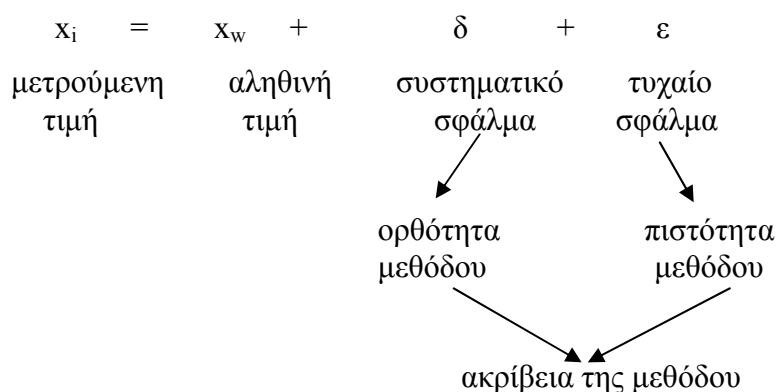 xi = xw + δ + ε
μετρούμενη αληθινή συστηματικό τυχαίο
τιμή τιμή σφάλμα σφάλμα
ορθότητα πιστότητα
μεθόδου μεθόδου
ακρίβεια της μεθόδου